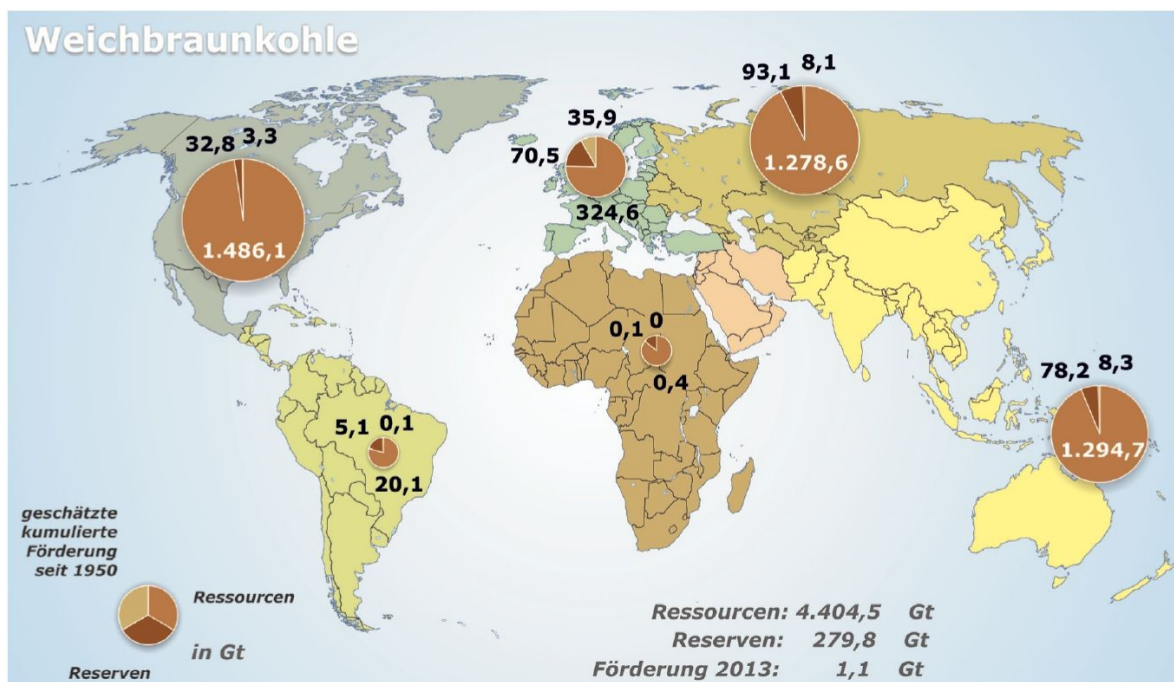 Weichbraunkohle
93,1 8,1
35,9
32,8 3,3
70,5
1.278,6
324,6
1.486,1
0,1 0
0,4
78,2 8,3
5,1 0,1
1.294,7
20,1
geschätzte
kumulierte
Förderung
seit 1950
Ressourcen
in Gt
Reserven
Ressourcen: 4.404,5 Gt
Reserven: 279,8 Gt
Förderung 2013: 1,1 Gt